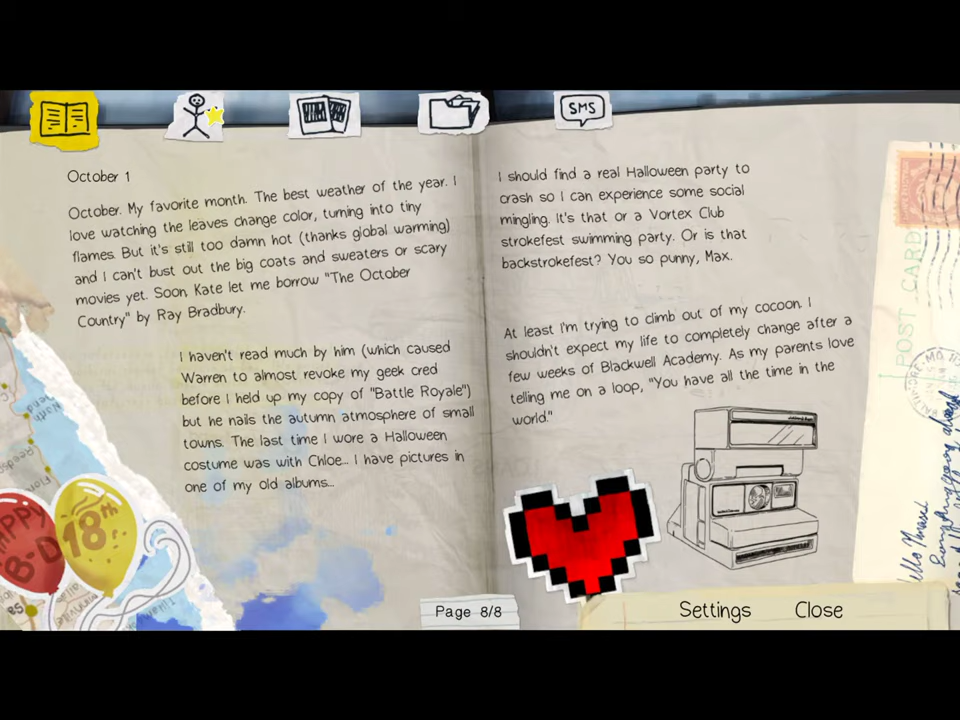 SMS
October 1
October. My favorite month. The best weather of the year. I
love watching the leaves change color, turning into tiny
flames. But it's still too damn hot (thanks global warming)
and I can't bust out the big coats and sweaters or scary
movies yet. Soon. Kate let me borrow "The October
Country" by Ray Bradbury.
I haven't read much by him (which caused
Warren to almost revoke my geek cred
before I held up my copy of "Battle Royale")
but he nails the autumn atmosphere of small
towns. The last time I wore a Halloween
costume was with Chloe... I have pictures in
one of my old albums...
I should find a real Halloween party to
crash so I can experience some social
mingling. It's that or a Vortex Club
strokefest swimming party. Or is that
backstrokefest? You so punny, Max.
At least I'm trying to climb out of my cocoon. I
shouldn't expect my life to completely change after a
few weeks of Blackwell Academy. As my parents love
telling me on a loop, "You have all the time in the
world."
POST CARD
B-D
18th
Page 8/8
Settings
Close